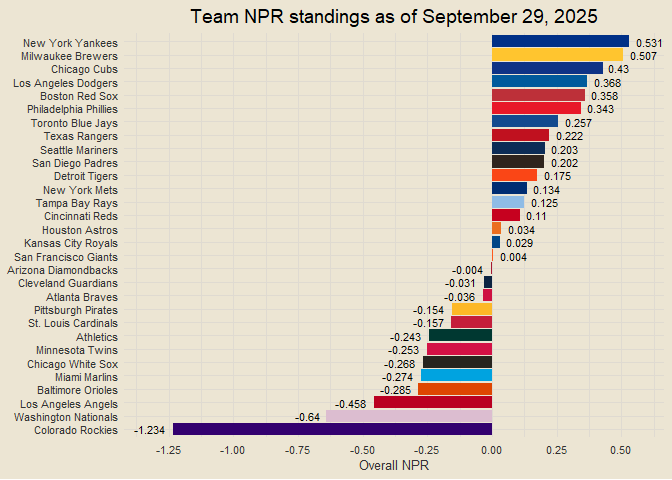 Team NPR standings as of September 29, 2025
New York Yankees 0.531
Milwaukee Brewers 0.507
Chicago Cubs 0.43
Los Angeles Dodgers 0.368
Boston Red Sox 0.358
Philadelphia Phillies 0.343
Toronto Blue Jays 0.257
Texas Rangers 0.222
Seattle Mariners 0.203
San Diego Padres 0.202
Detroit Tigers 0.175
New York Mets 0.134
Tampa Bay Rays 0.125
Cincinnati Reds 0.11
Houston Astros 0.034
Kansas City Royals 0.029
San Francisco Giants 0.004
Arizona Diamondbacks -0.004
Cleveland Guardians -0.031
Atlanta Braves -0.036
Pittsburgh Pirates -0.154
St. Louis Cardinals -0.157
Athletics -0.243
Minnesota Twins -0.253
Chicago White Sox -0.268
Miami Marlins -0.274
Baltimore Orioles -0.285
Los Angeles Angels -0.458
Washington Nationals -0.64
Colorado Rockies -1.234
-1.25 -1.00 -0.75 -0.50 -0.25 0.00 0.25 0.50
Overall NPR